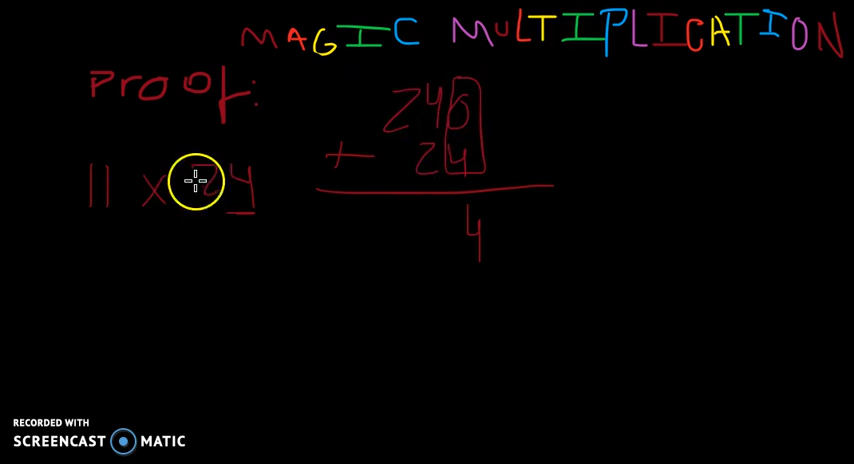 MAGIC MULTIPLICATION
Proof:
240
11 x 24
+ 24
4
RECORDED WITH
SCREENCAST MATIC